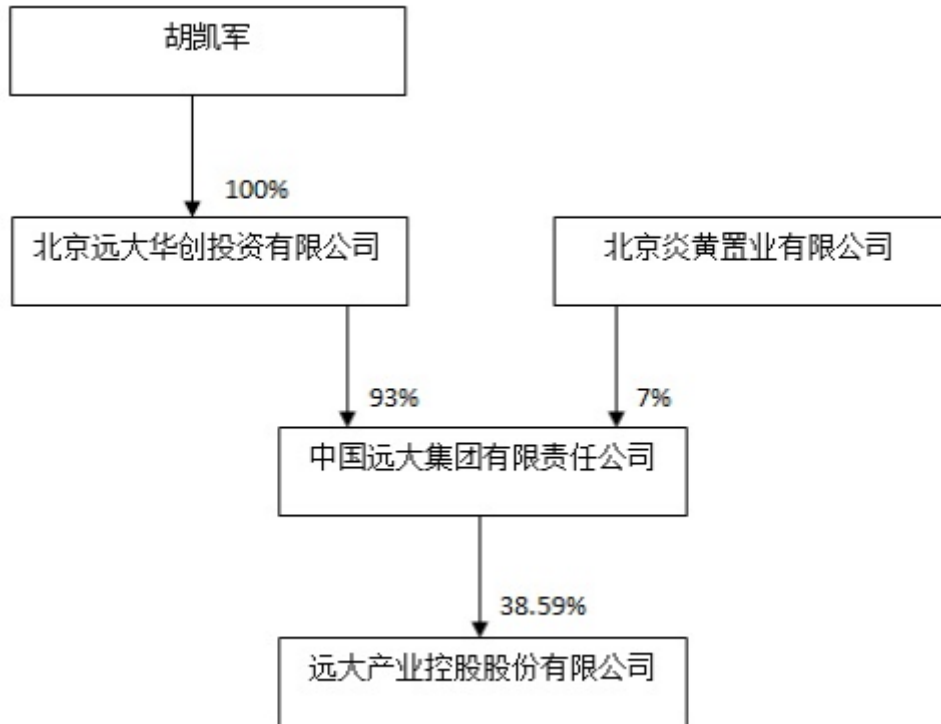 胡凯军
100%
北京远大华创投资有限公司
北京炎黄置业有限公司
93%
7%
中国远大集团有限责任公司
38.59%
远大产业控股股份有限公司